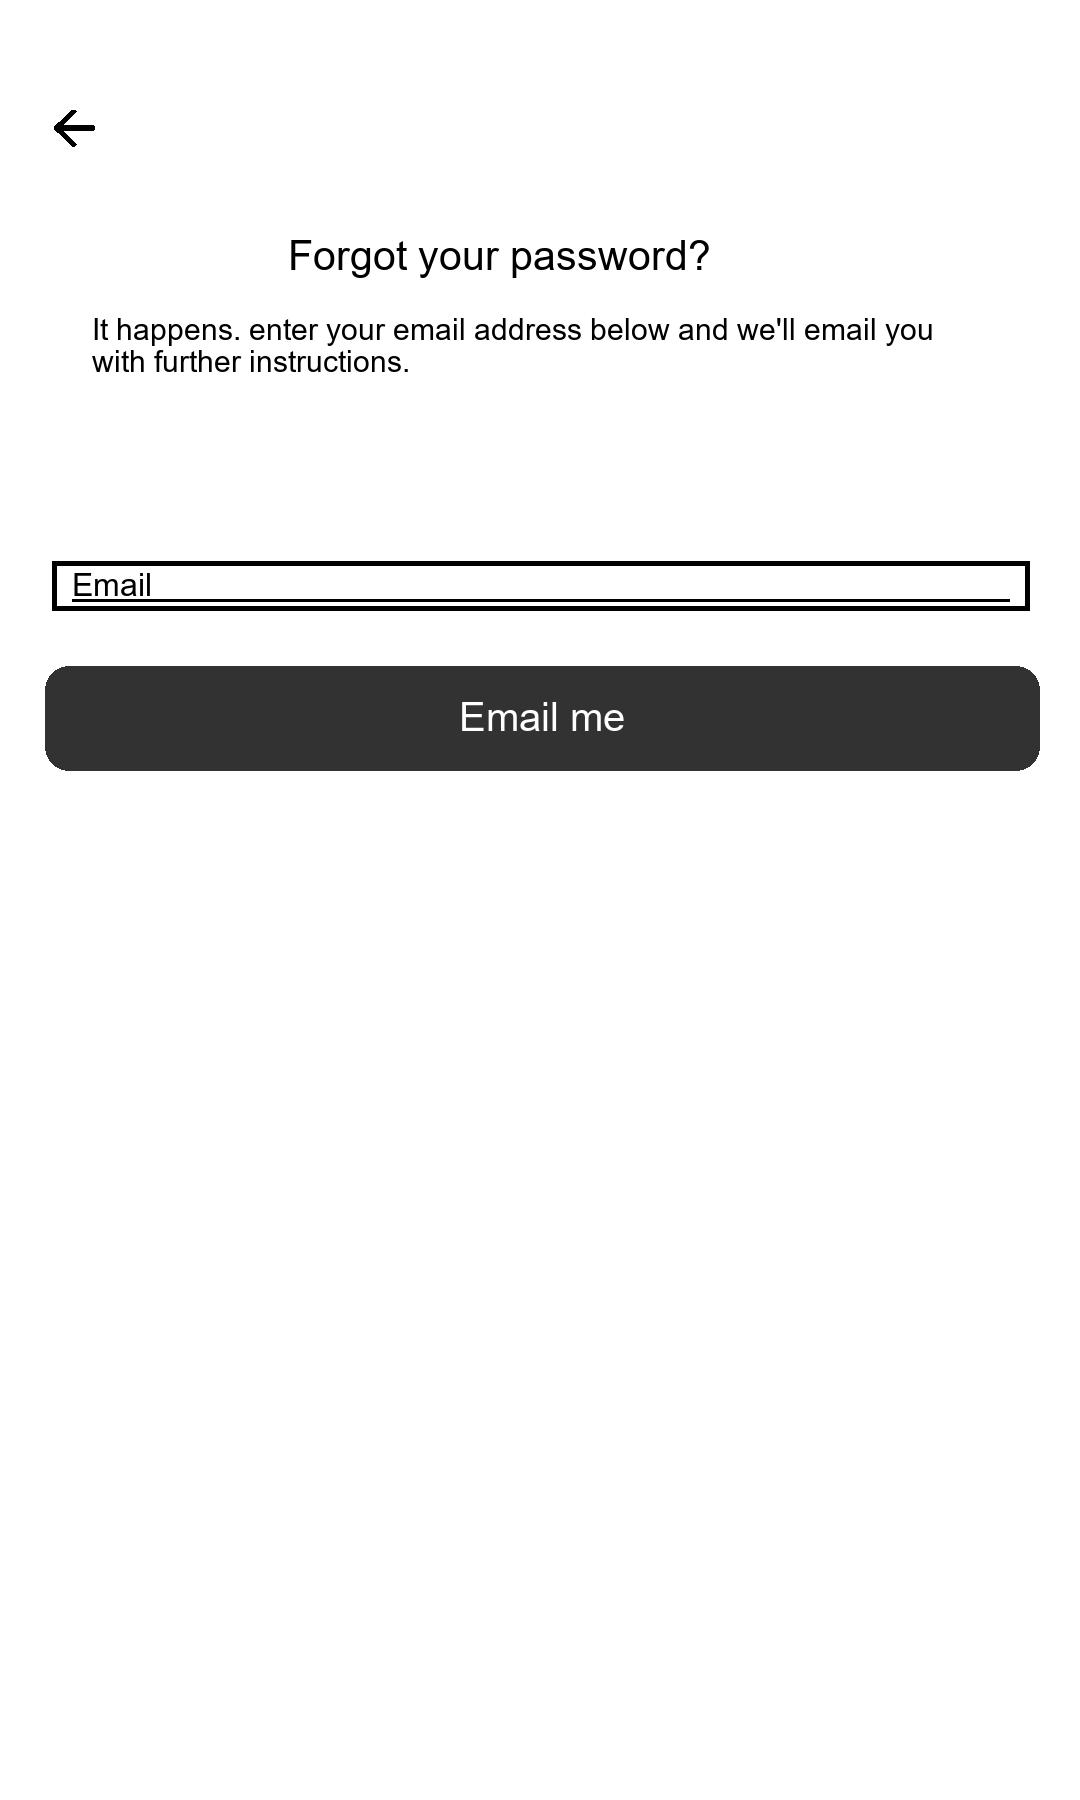 Forgot your password?
It happens. enter your email address below and we'll email you
with further instructions.
Email
Email me